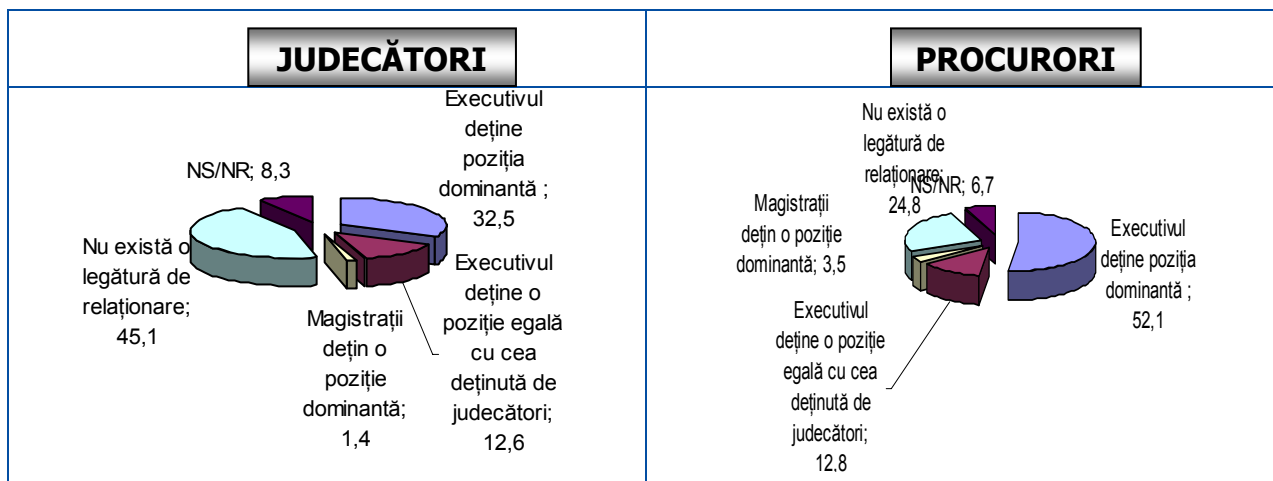 JUDECĂTORI
Executivul
deține
poziția
dominantă ;
32,5
NS/NR; 8,3
Nu există o
legătură de
relaționare;
45,1
Magistrații
dețin o
poziție
dominantă;
1,4
Executivul
deține o
poziție egală
cu cea
deținută de
judecători;
12,6
PROCURORI
Nu există o
legătură de
relaționare;
24,8
NS/NR; 6,7
Magistrații
dețin o poziție
dominantă; 3,5
Executivul
deține poziția
dominantă ;
52,1
Executivul
deține o poziție
egală cu cea
deținută de
judecători;
12,8